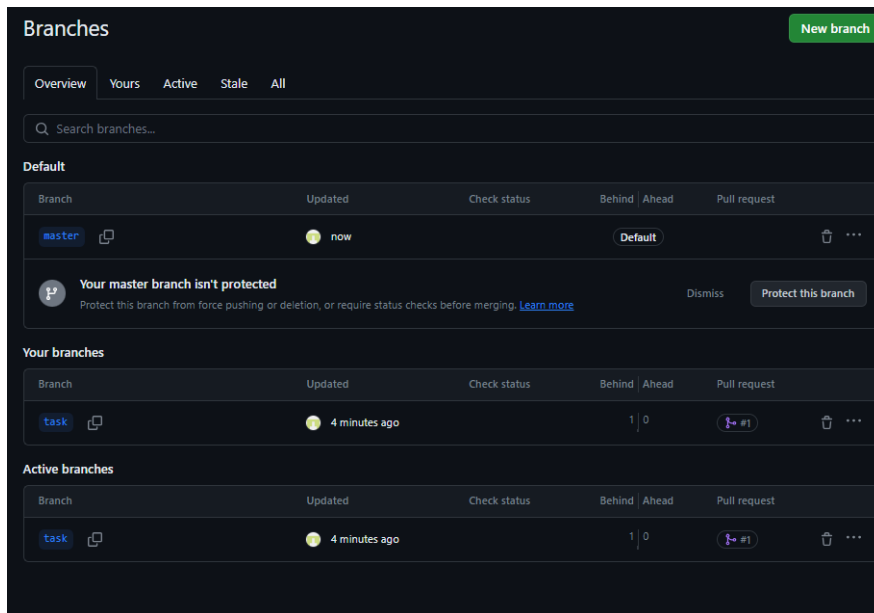 Branches
New branch
Overview Yours Active Stale All
Search branches...
Default
Branch Updated Check status Behind Ahead Pull request
master now Default
Your master branch isn't protected
Protect this branch from force pushing or deletion, or require status checks before merging. Learn more
Dismiss Protect this branch
Your branches
Branch Updated Check status Behind Ahead Pull request
task 4 minutes ago 1 0 #1
Active branches
Branch Updated Check status Behind Ahead Pull request
task 4 minutes ago 1 0 #1